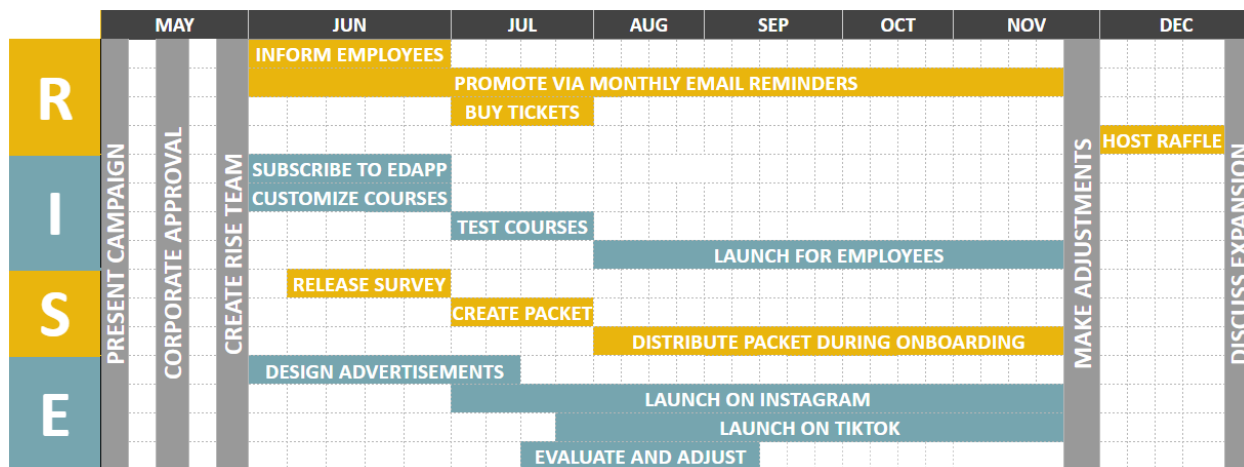 MAY JUN JUL AUG SEP OCT NOV DEC
R
I
S
E
PRESENT CAMPAIGN
CORPORATE APPROVAL
CREATE RISE TEAM
INFORM EMPLOYEES
PROMOTE VIA MONTHLY EMAIL REMINDERS
BUY TICKETS
HOST RAFFLE
SUBSCRIBE TO EDAPP
CUSTOMIZE COURSES
TEST COURSES
LAUNCH FOR EMPLOYEES
RELEASE SURVEY
CREATE PACKET
DISTRIBUTE PACKET DURING ONBOARDING
DESIGN ADVERTISEMENTS
LAUNCH ON INSTAGRAM
LAUNCH ON TIKTOK
EVALUATE AND ADJUST
MAKE ADJUSTMENTS
DISCUSS EXPANSION